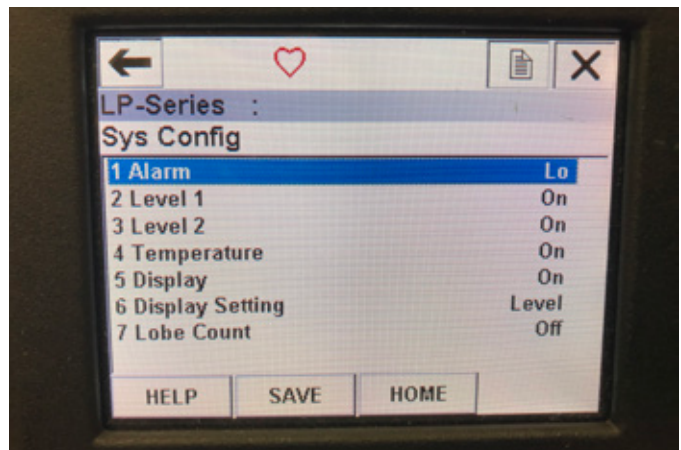 LP-Series :
Sys Config
1 Alarm Lo
2 Level 1 On
3 Level 2 On
4 Temperature On
5 Display On
6 Display Setting Level
7 Lobe Count Off
HELP SAVE HOME